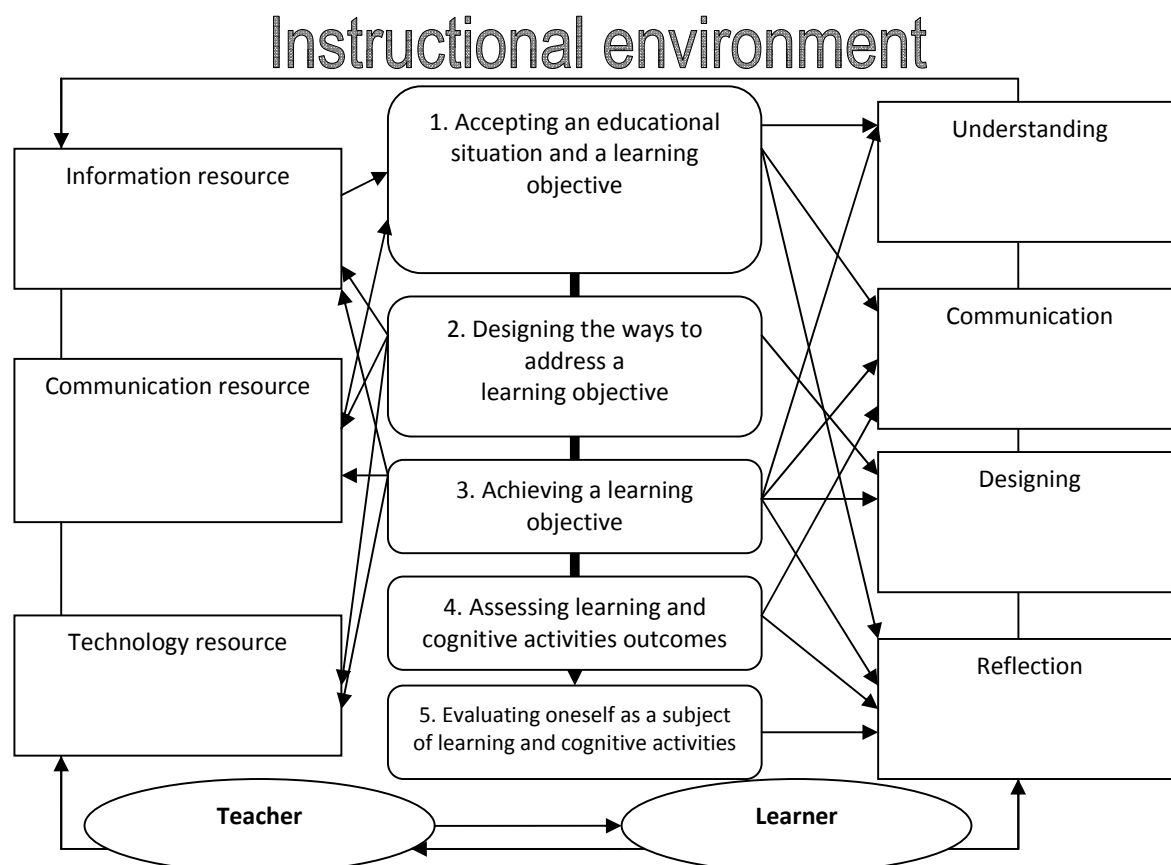 Instructional environment
Information resource
Communication resource
Technology resource
1. Accepting an educational
situation and a learning
objective
2. Designing the ways to
address a
learning objective
3. Achieving a learning
objective
4. Assessing learning and
cognitive activities outcomes
5. Evaluating oneself as a subject
of learning and cognitive activities
Understanding
Communication
Designing
Reflection
Teacher
Learner